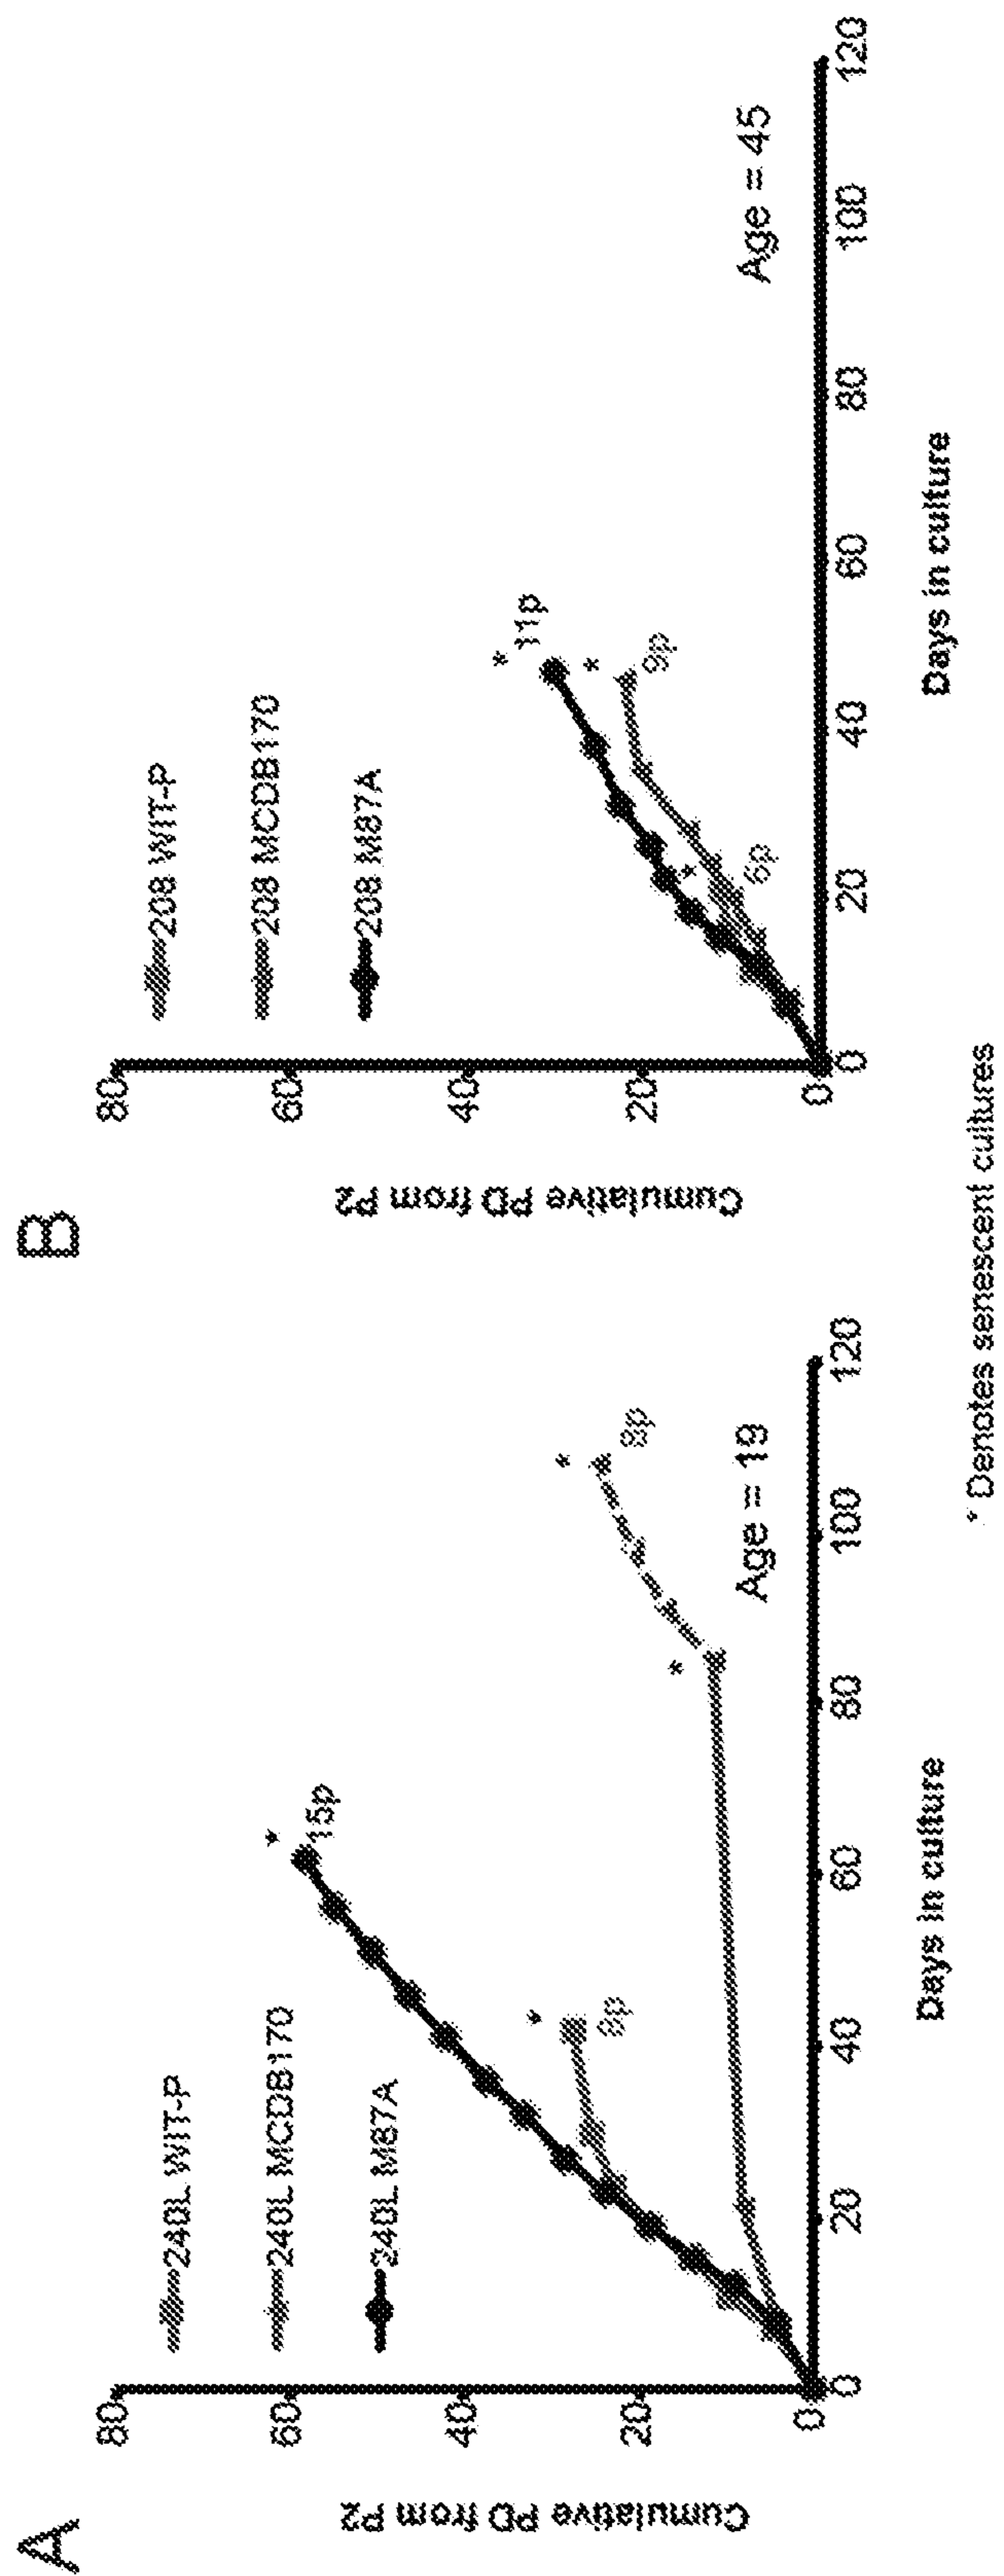 A
Cumulative PD from P2
80
60
40
20
0
240L WIT-P
240L MCDB170
240L M87A
*
15p
*
8p
*
*
8p
Age = 19
0
20
40
60
80
100
120
Days in culture
B
Cumulative PD from P2
80
60
40
20
0
208 WIT-P
208 MCDB170
208 M87A
*
11p
*
9p
*
6p
Age = 45
0
20
40
60
80
100
120
Days in culture
* Denotes senescent cultures